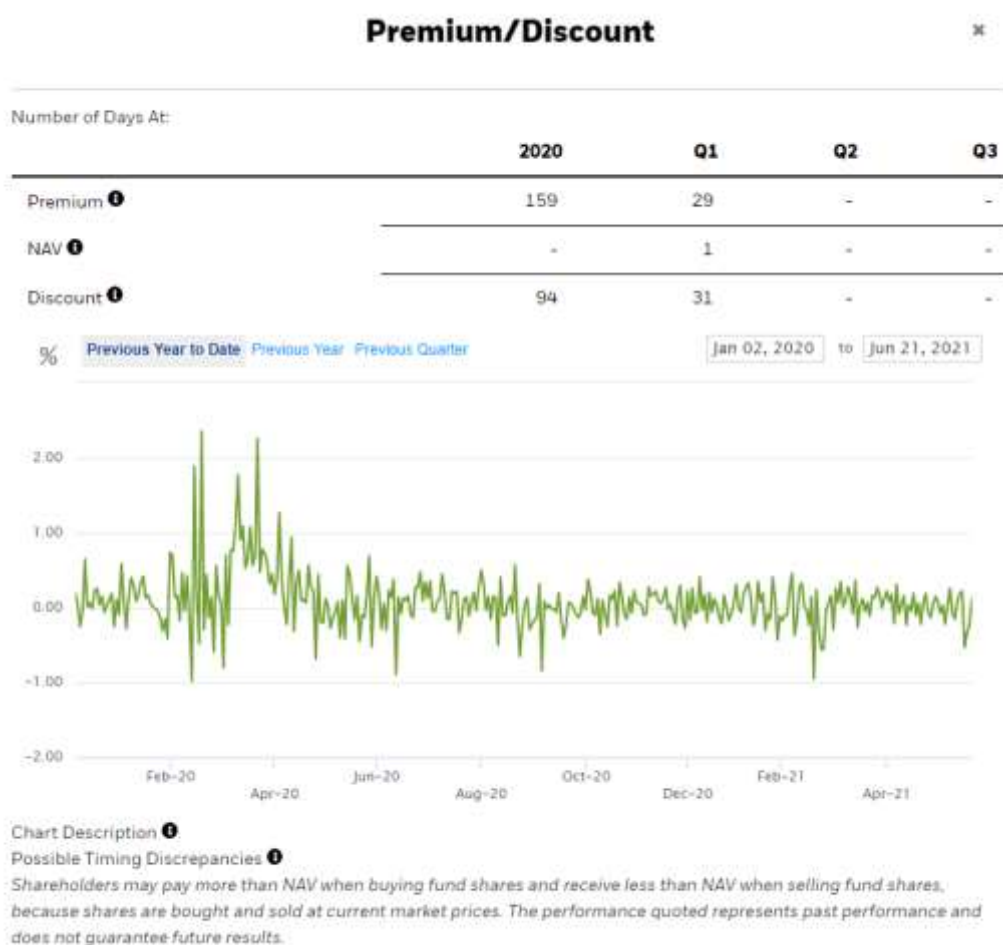 Premium/Discount
Number of Days At:
2020 Q1 Q2 Q3
Premium 159 29 - -
NAV - 1 - -
Discount 94 31 - -
% Previous Year to Date Previous Year Previous Quarter Jan 02, 2020 to Jun 21, 2021
2.00
1.00
0.00
-1.00
-2.00
Feb-20 Jun-20 Oct-20 Feb-21
Apr-20 Aug-20 Dec-20 Apr-21
Chart Description
Possible Timing Discrepancies
Shareholders may pay more than NAV when buying fund shares and receive less than NAV when selling fund shares,
because shares are bought and sold at current market prices. The performance quoted represents past performance and
does not guarantee future results.